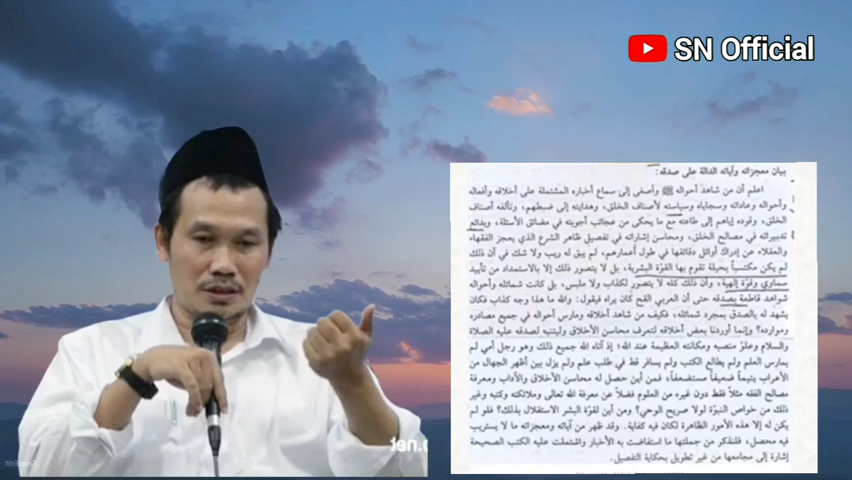 SN Official
بيان معجزاته وآياته الدالة على صدقه :
اعلم أن من شاهد أحواله ﷺ وأصغى إلى سماع أخباره المشتملة على أخلاقه وأفعاله
وأحواله وعاداته وسجاياه وسياسته لأصناف الخلق، وهدايته إلى ضبطهم، وتألفه أصناف
الخلق، وقوده إياهم إلى طاعته مع ما يحكى من عجائب أجوبته في مضائق الأسئلة، وبدائع
تدبيراته في مصالح الخلق، ومحاسن إشاراته في تفصيل ظاهر الشرع الذي يعجز الفقهاء
والعقلاء عن إدراك أوائل دقائقها في طول أعمارهم، لم يبق له ريب ولا شك في أن ذلك
لم يكن مكتسباً بحيلة تقوم بها القوّة البشرية، بل لا يتصور ذلك إلا بالاستمداد من تأييد
سماوي وقوّة إلهية، وأن ذلك كله لا يتصور لكذاب ولا ملبس، بل كانت شمائله وأحواله
شواهد قاطعة بصدقه حتى أن العربي القح كان يراه فيقول: والله ما هذا وجه كذاب فكان
يشهد له بالصدق بمجرد شمائله، فكيف من شاهد أخلاقه ومارس أحواله في جميع مصادره
وموارده؟ وإنما أوردنا بعض أخلاقه لتعرف محاسن الأخلاق وليتنبه لصدقه عليه الصلاة
والسلام وعلوّ منصبه ومكانته العظيمة عند الله؛ إذ آتاه الله جميع ذلك وهو رجل أمي لم
يمارس العلم ولم يطالع الكتب ولم يسافر قط في طلب علم ولم يزل بين أظهر الجهال من
الأعراب يتيماً ضعيفاً مستضعفاً، فمن أين حصل له محاسن الأخلاق والآداب ومعرفة
مصالح الفقه مثلاً فقط دون غيره من العلوم فضلاً عن معرفة الله تعالى وملائكته وكتبه وغير
ذلك من خواص النبوّة لولا صريح الوحي؟ ومن أين لقوّة البشر الاستقلال بذلك؟ فلو لم
يكن له إلا هذه الأمور الظاهرة لكان فيه كفاية. وقد ظهر من آياته ومعجزاته ما لا يستريب
فيه محصل، فلنذكر من جملتها ما استفاضت به الأخبار واشتملت عليه الكتب الصحيحة
إشارة إلى مجامعها من غير تطويل بحكاية التفصيل.